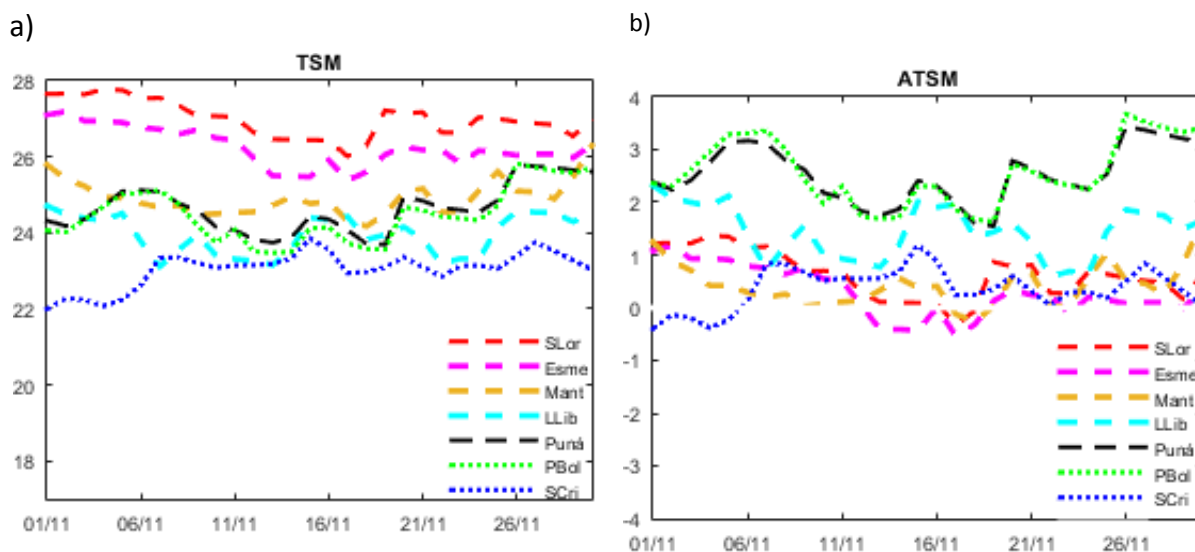 a)
TSM
28
26
24
22
20
18
01/11 06/11 11/11 16/11 21/11 26/11
SLor
Esme
Mant
LLib
Puná
PBol
SCri
b)
ATSM
4
3
2
1
0
-1
-2
-3
-4
01/11 06/11 11/11 16/11 21/11 26/11
SLor
Esme
Mant
LLib
Puná
PBol
SCri